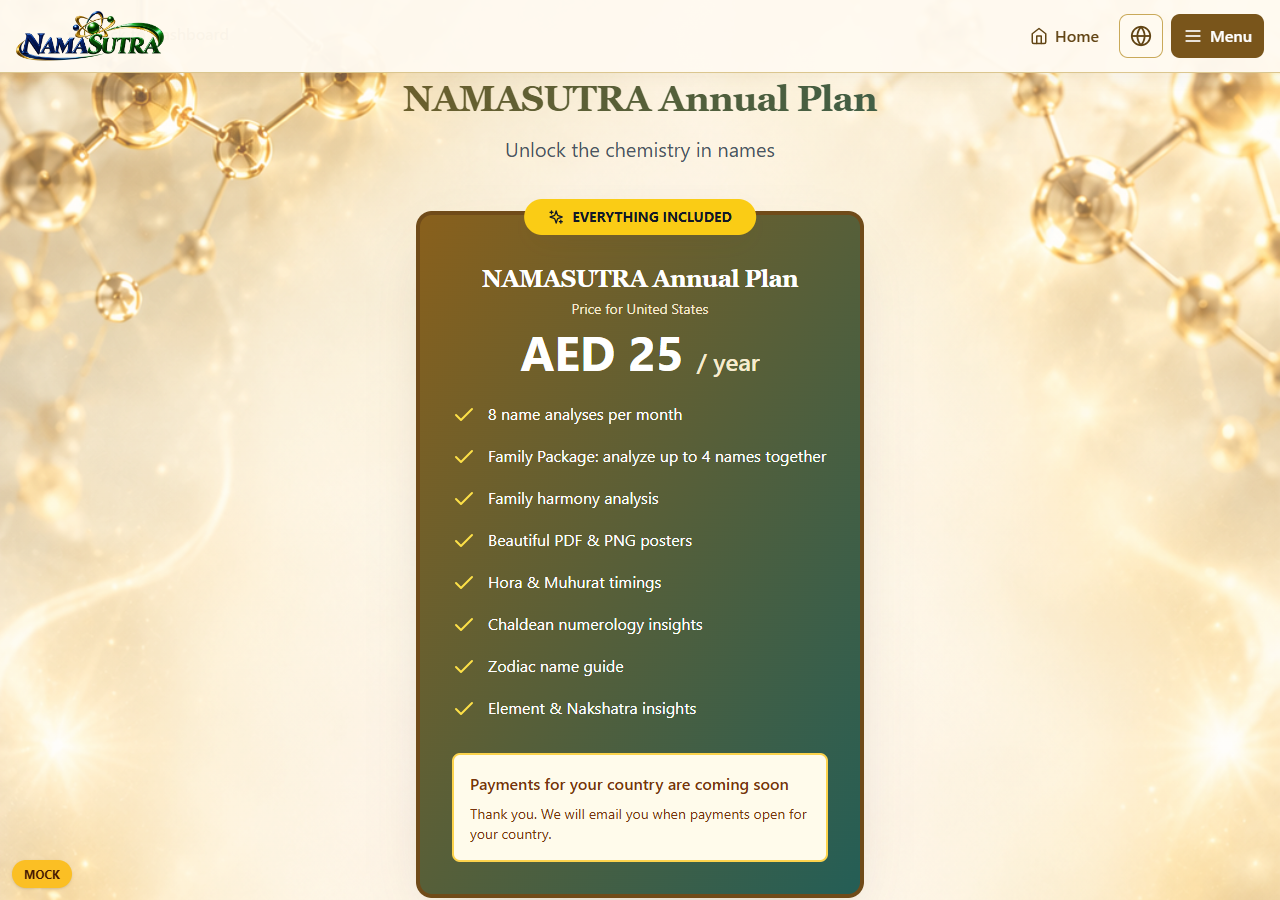 NAMASUTRA
shboard
Home
Menu
NAMASUTRA Annual Plan
Unlock the chemistry in names
EVERYTHING INCLUDED
NAMASUTRA Annual Plan
Price for United States
AED 25 / year
8 name analyses per month
Family Package: analyze up to 4 names together
Family harmony analysis
Beautiful PDF & PNG posters
Hora & Muhurat timings
Chaldean numerology insights
Zodiac name guide
Element & Nakshatra insights
Payments for your country are coming soon
Thank you. We will email you when payments open for
your country.
MOCK